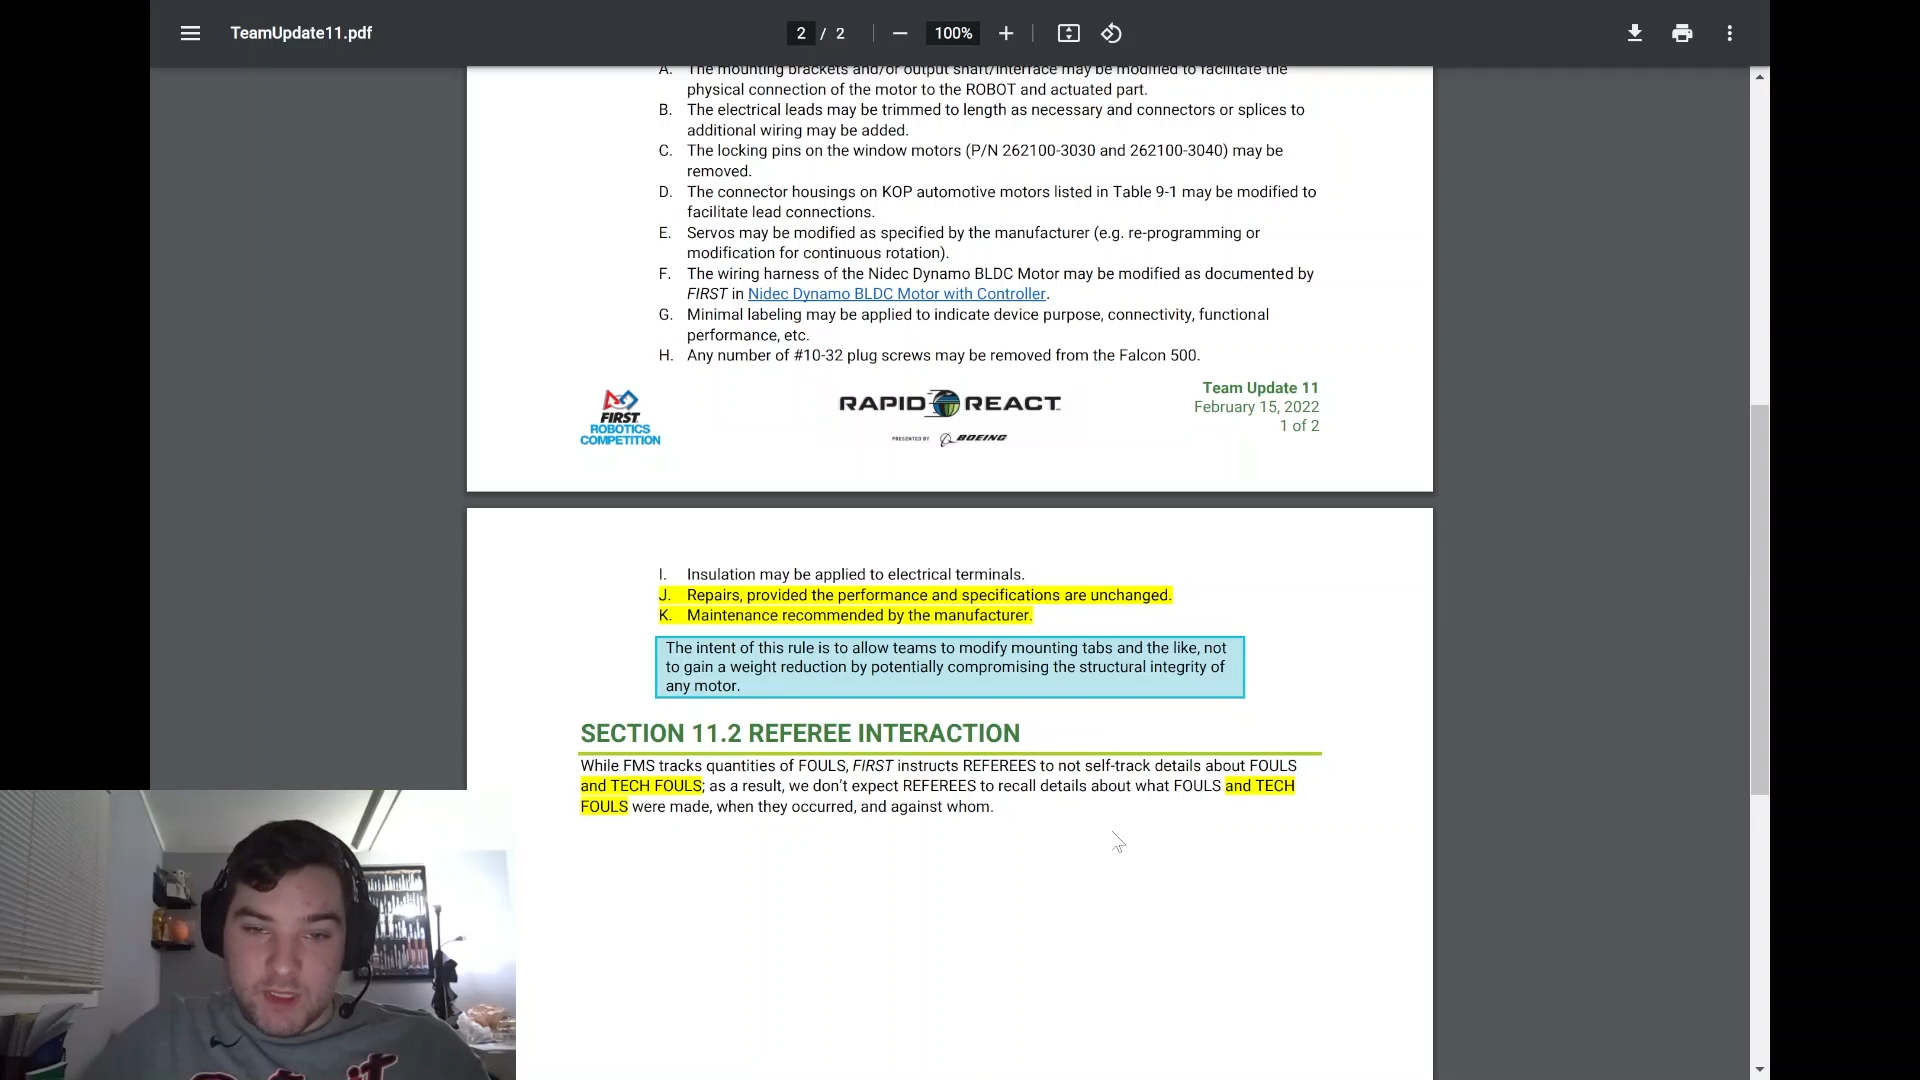 TeamUpdate11.pdf
2 / 2
100%
A. The mounting brackets and/or output shaft/interface may be modified to facilitate the
physical connection of the motor to the ROBOT and actuated part.
B. The electrical leads may be trimmed to length as necessary and connectors or splices to
additional wiring may be added.
C. The locking pins on the window motors (P/N 262100-3030 and 262100-3040) may be
removed.
D. The connector housings on KOP automotive motors listed in Table 9-1 may be modified to
facilitate lead connections.
E. Servos may be modified as specified by the manufacturer (e.g. re-programming or
modification for continuous rotation).
F. The wiring harness of the Nidec Dynamo BLDC Motor may be modified as documented by
FIRST in Nidec Dynamo BLDC Motor with Controller.
G. Minimal labeling may be applied to indicate device purpose, connectivity, functional
performance, etc.
H. Any number of #10-32 plug screws may be removed from the Falcon 500.
FIRST
ROBOTICS
COMPETITION
RAPID REACT
PRESENTED BY BOEING
Team Update 11
February 15, 2022
1 of 2
I. Insulation may be applied to electrical terminals.
J. Repairs, provided the performance and specifications are unchanged.
K. Maintenance recommended by the manufacturer.
The intent of this rule is to allow teams to modify mounting tabs and the like, not
to gain a weight reduction by potentially compromising the structural integrity of
any motor.
SECTION 11.2 REFEREE INTERACTION
While FMS tracks quantities of FOULS, FIRST instructs REFEREES to not self-track details about FOULS
and TECH FOULS; as a result, we don't expect REFEREES to recall details about what FOULS and TECH
FOULS were made, when they occurred, and against whom.